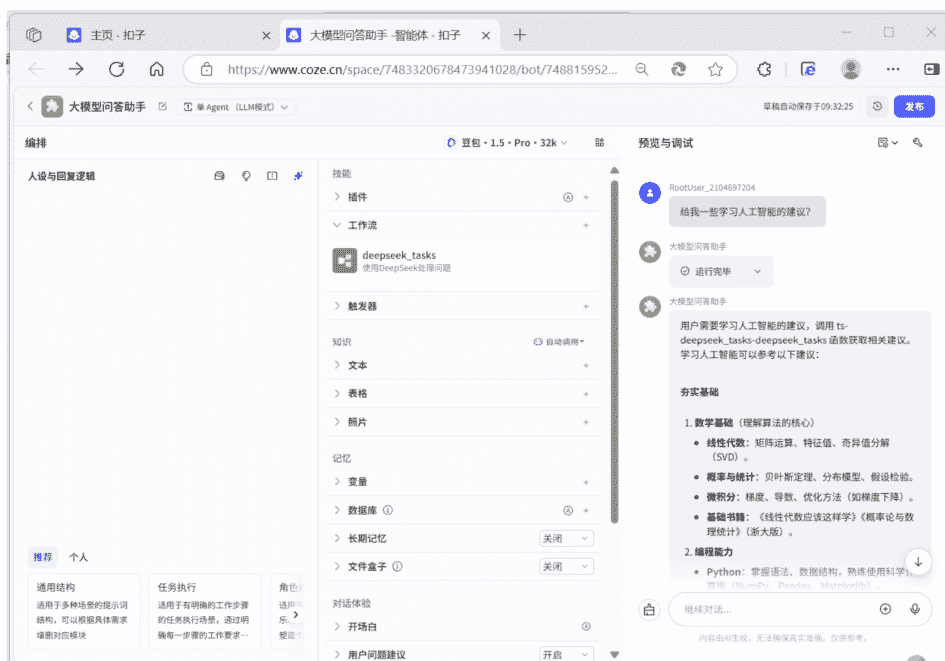 主页 - 扣子
大模型问答助手 -智能体 - 扣子
https://www.coze.cn/space/7483320678473941028/bot/748815952...
大模型问答助手
单 Agent（LLM模式）
草稿自动保存于09:32:25
发布
编排
豆包・1.5・Pro・32k
预览与调试
人设与回复逻辑
技能
插件
工作流
deepseek_tasks
使用DeepSeek处理问题
触发器
知识
自动调用
文本
表格
照片
记忆
变量
数据库
长期记忆
关闭
文件盒子
关闭
对话体验
开场白
用户问题建议
开启
推荐
个人
通用结构
适用于多种场景的提示词
结构，可以根据具体需求
增删对应模块
任务执行
适用于有明确的工作步骤
的任务执行场景，通过明
确每一步骤的工作要求…
角色
RootUser_2104697204
给我一些学习人工智能的建议？
大模型问答助手
运行完毕
大模型问答助手
用户需要学习人工智能的建议，调用 ts-
deepseek_tasks-deepseek_tasks 函数获取相关建议。
学习人工智能可以参考以下建议：
夯实基础
1. 数学基础（理解算法的核心）
• 线性代数：矩阵运算、特征值、奇异值分解
（SVD）。
• 概率与统计：贝叶斯定理、分布模型、假设检验。
• 微积分：梯度、导数、优化方法（如梯度下降）。
• 基础书籍：《线性代数应该这样学》《概率论与数
理统计》（浙大版）。
2. 编程能力
• Python：掌握语法、数据结构，熟练使用科学计
算库（NumPy、Pandas、Matplotlib）。
继续对话...
内容由AI生成，无法确保真实准确，仅供参考。